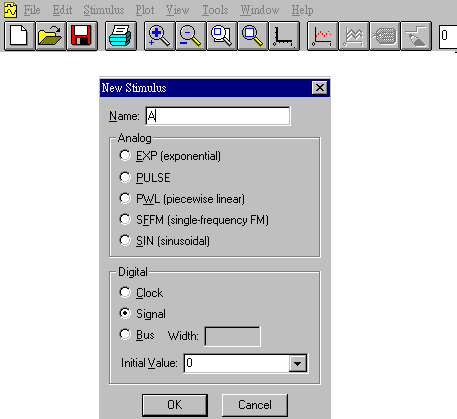 File Edit Stimulus Plot View Tools Window Help
0
New Stimulus
Name: A
Analog
EXP (exponential)
PULSE
PWL (piecewise linear)
SFFM (single-frequency FM)
SIN (sinusoidal)
Digital
Clock
Signal
Bus Width:
Initial Value: 0
OK Cancel